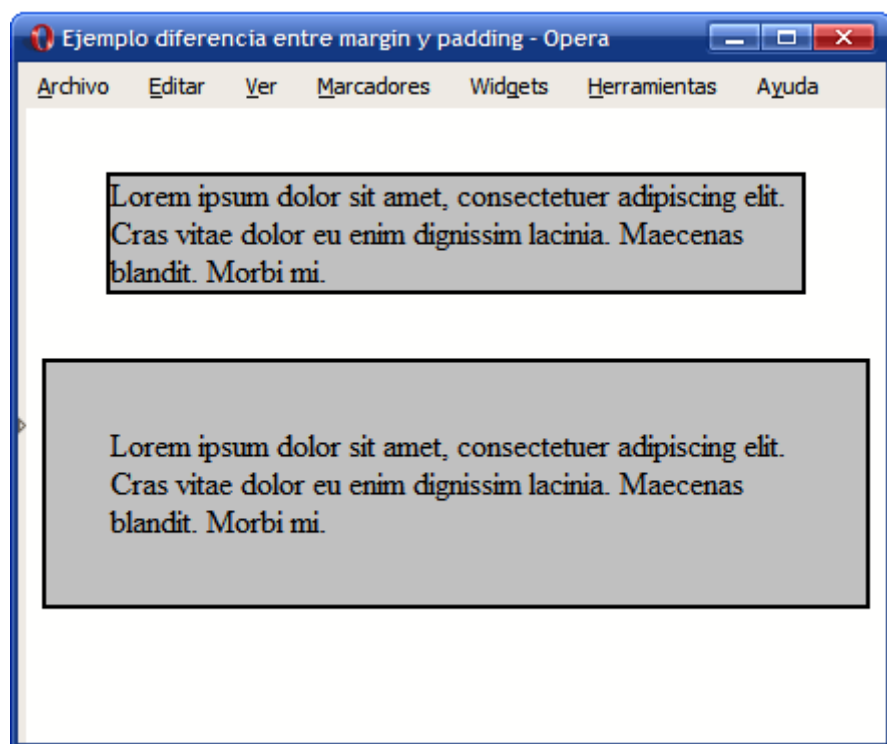 Ejemplo diferencia entre margin y padding - Opera
Archivo Editar Ver Marcadores Widgets Herramientas Ayuda
Lorem ipsum dolor sit amet, consectetuer adipiscing elit.
Cras vitae dolor eu enim dignissim lacinia. Maecenas
blandit. Morbi mi.
Lorem ipsum dolor sit amet, consectetuer adipiscing elit.
Cras vitae dolor eu enim dignissim lacinia. Maecenas
blandit. Morbi mi.